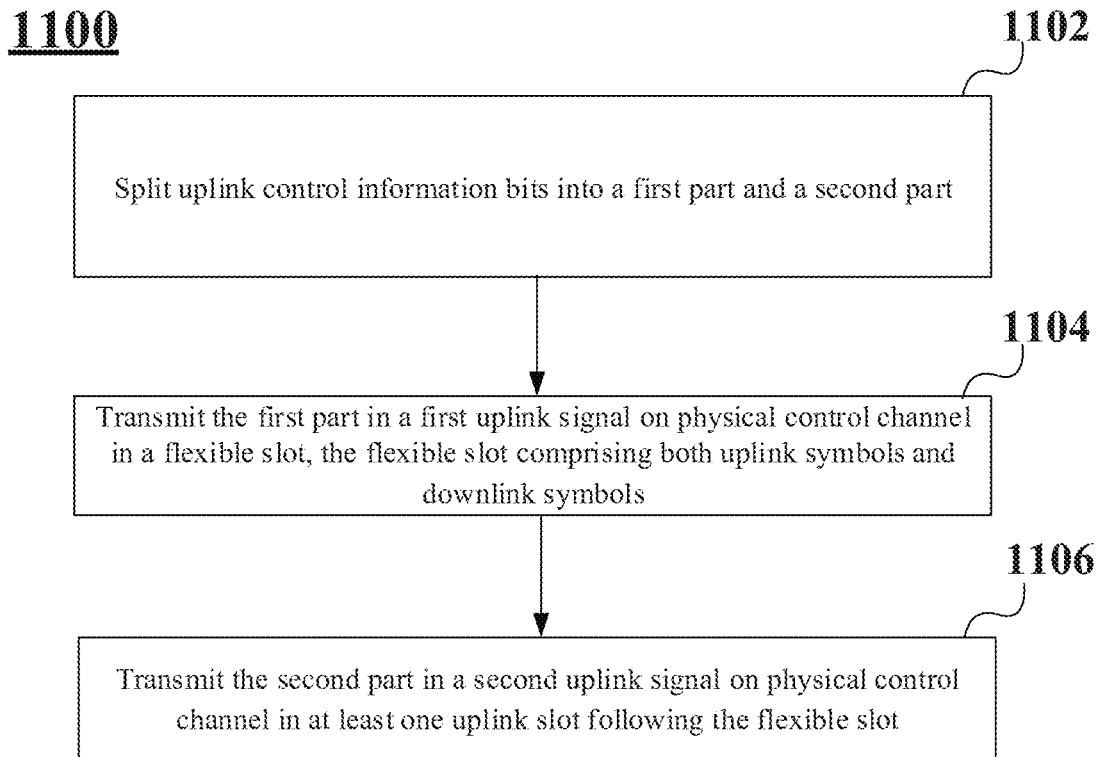 1100
1102
Split uplink control information bits into a first part and a second part
1104
Transmit the first part in a first uplink signal on physical control channel
in a flexible slot, the flexible slot comprising both uplink symbols and
downlink symbols
1106
Transmit the second part in a second uplink signal on physical control
channel in at least one uplink slot following the flexible slot